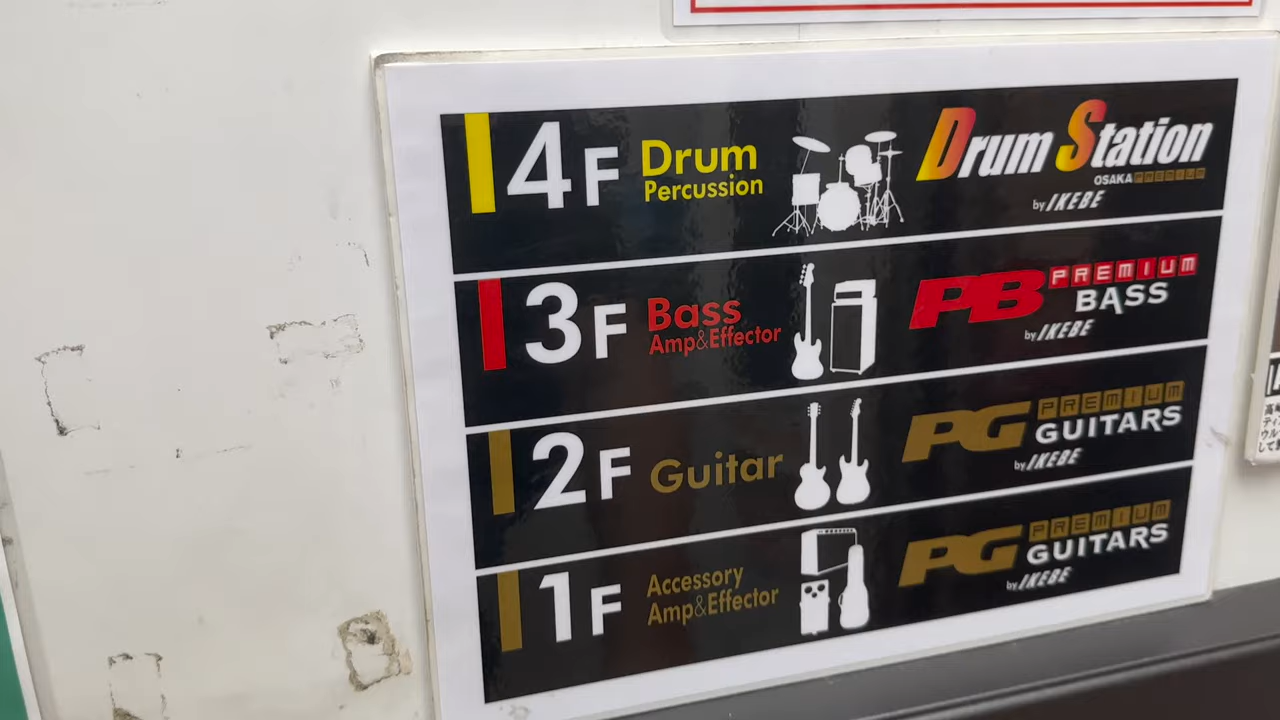 4F Drum Percussion
Drum Station
OSAKA PREMIUM
by IKEBE
3F Bass Amp&Effector
PB PREMIUM BASS
by IKEBE
2F Guitar
PG PREMIUM GUITARS
by IKEBE
1F Accessory Amp&Effector
PG PREMIUM GUITARS
by IKEBE